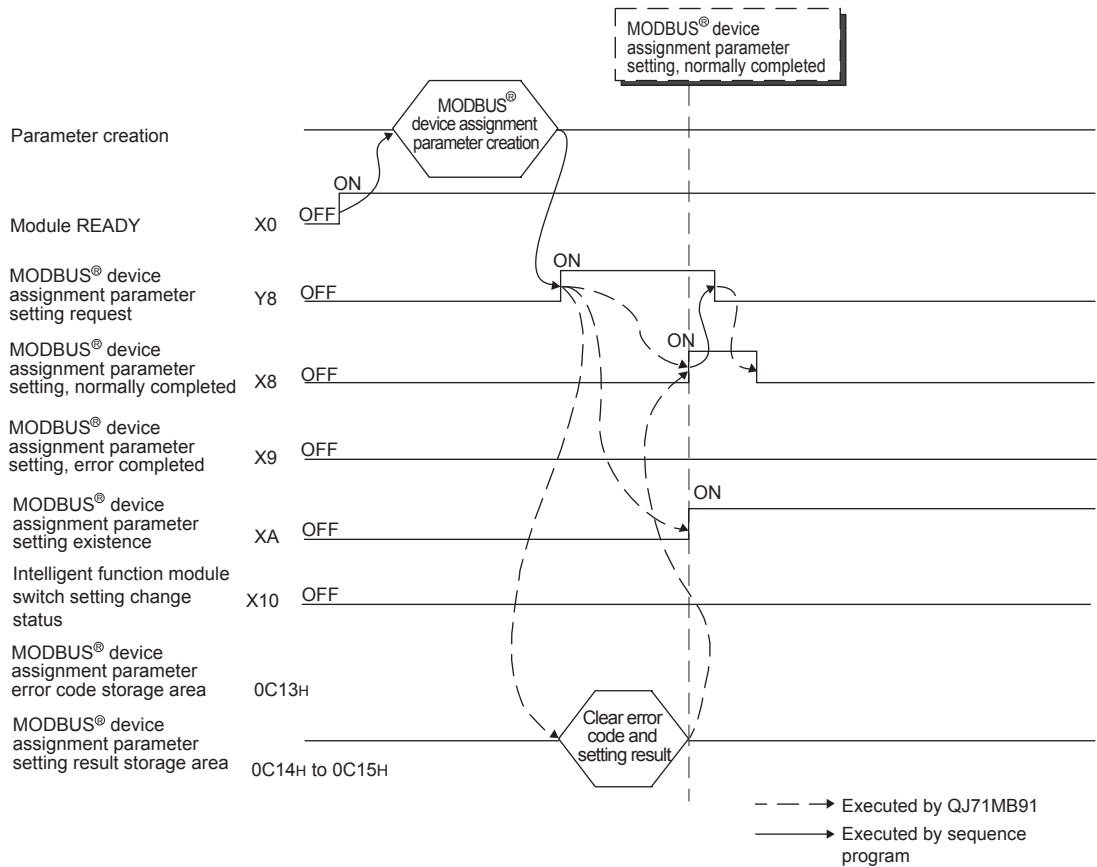 MODBUS® device
assignment parameter
setting, normally completed
MODBUS®
device assignment
parameter creation
Parameter creation
ON
Module READY X0 OFF
ON
MODBUS® device
assignment parameter
setting request
Y8 OFF
ON
MODBUS® device
assignment parameter
setting, normally completed
X8 OFF
MODBUS® device
assignment parameter
setting, error completed
X9 OFF
ON
MODBUS® device
assignment parameter
setting existence
XA OFF
Intelligent function module
switch setting change
status
X10 OFF
MODBUS® device
assignment parameter
error code storage area
0C13H
MODBUS® device
assignment parameter
setting result storage area
0C14H to 0C15H
Clear error
code and
setting result
Executed by QJ71MB91
Executed by sequence
program